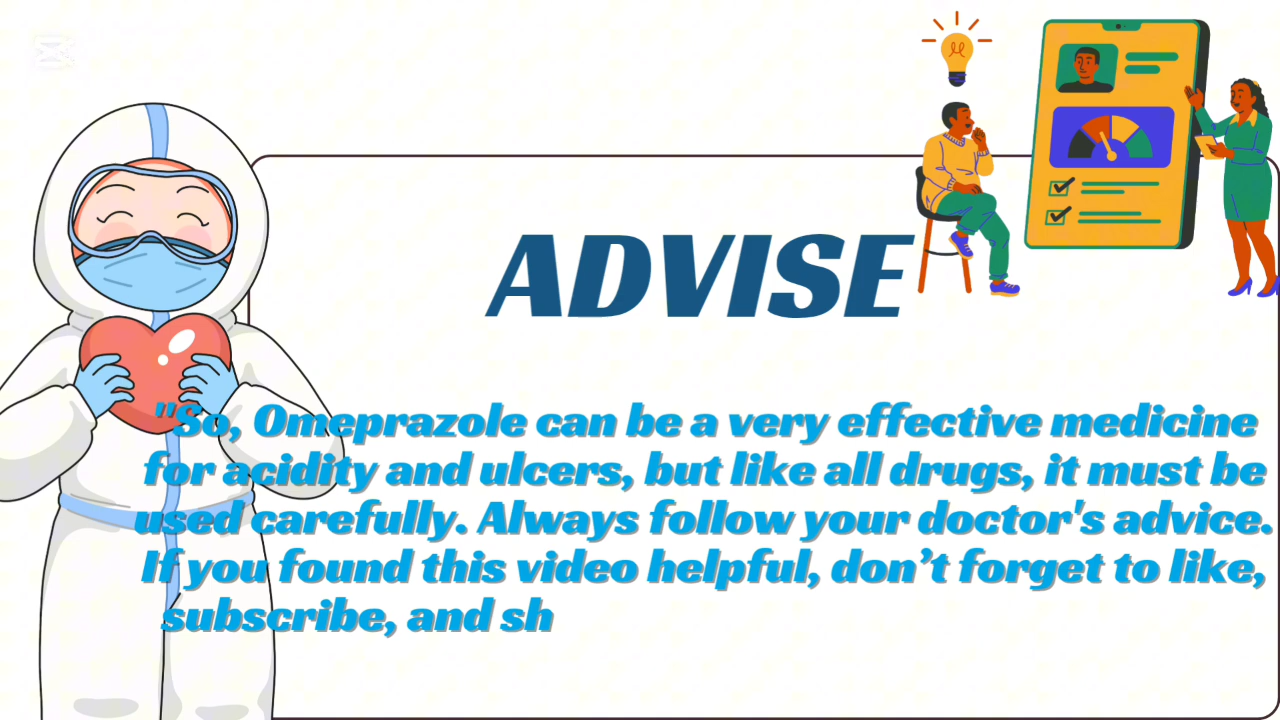 ADVISE
"So, Omeprazole can be a very effective medicine
for acidity and ulcers, but like all drugs, it must be
used carefully. Always follow your doctor's advice.
If you found this video helpful, don’t forget to like,
subscribe, and sh